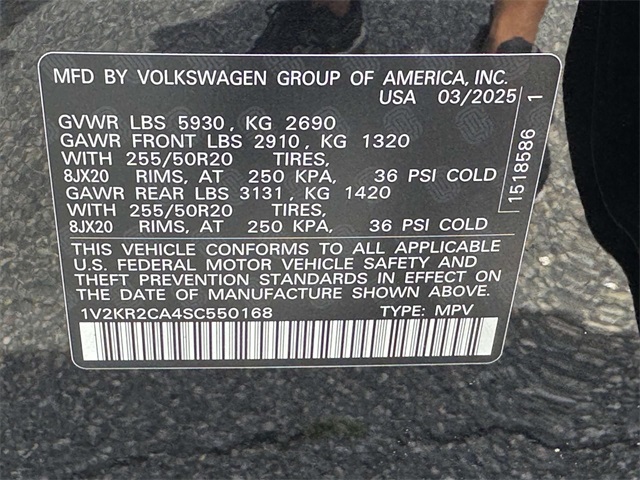 MFD BY VOLKSWAGEN GROUP OF AMERICA, INC.
USA 03/2025
GVWR LBS 5930, KG 2690
GAWR FRONT LBS 2910, KG 1320
WITH 255/50R20 TIRES,
8JX20 RIMS, AT 250 KPA, 36 PSI COLD
GAWR REAR LBS 3131, KG 1420
WITH 255/50R20 TIRES,
8JX20 RIMS, AT 250 KPA, 36 PSI COLD
1518586 1
THIS VEHICLE CONFORMS TO ALL APPLICABLE
U.S. FEDERAL MOTOR VEHICLE SAFETY AND
THEFT PREVENTION STANDARDS IN EFFECT ON
THE DATE OF MANUFACTURE SHOWN ABOVE.
1V2KR2CA4SC550168 TYPE: MPV